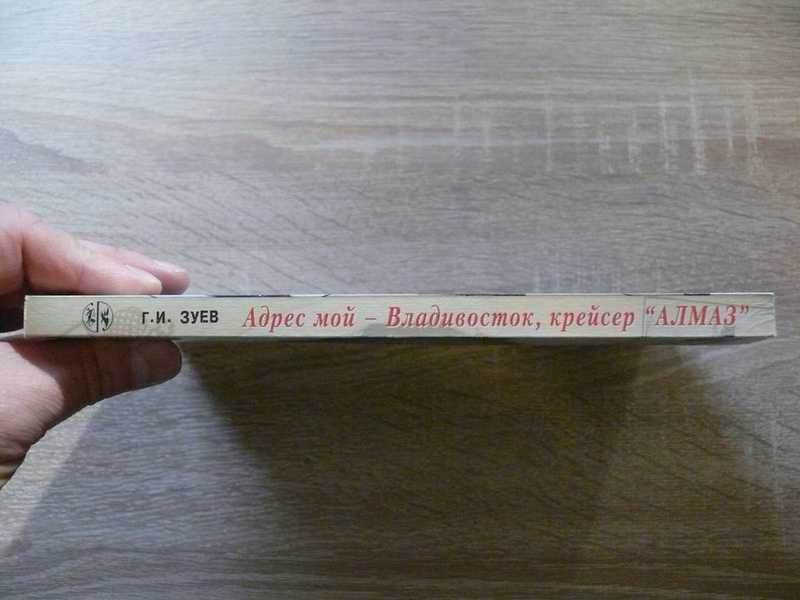 Г.И. ЗУЕВ Адрес мой – Владивосток, крейсер “АЛМАЗ”